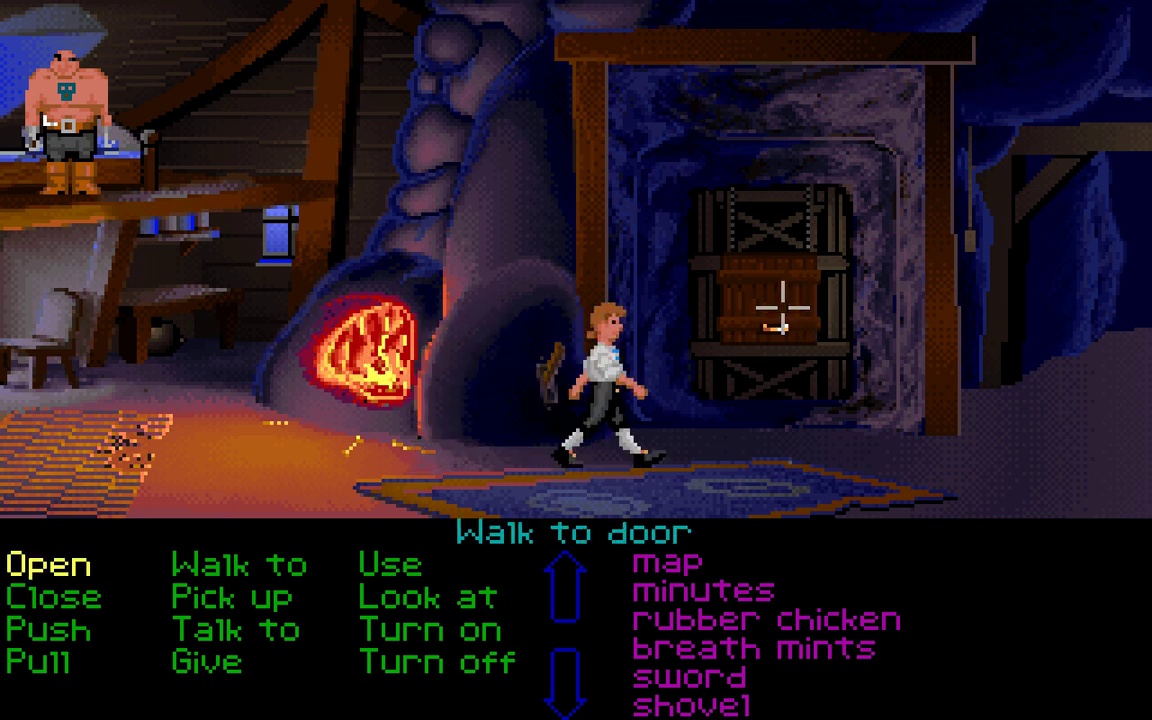 Walk to door
Open Walk to Use
Close Pick up Look at
Push Talk to Turn on
Pull Give Turn off
map
minutes
rubber chicken
breath mints
sword
shovel